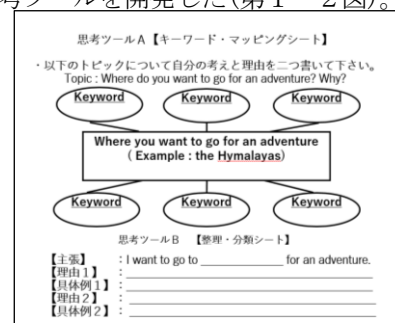 考ツールを開発した(第１－２図)。
思考ツールA【キーワード・マッピングシート】
・以下のトピックについて自分の考えと理由を二つ書いて下さい。
Topic : Where do you want to go for an adventure? Why?
Keyword Keyword Keyword
Where you want to go for an adventure
( Example : the Hymalayas)
Keyword Keyword Keyword
思考ツールB 【整理・分類シート】
【主張】 : I want to go to ____________ for an adventure.
【理由１】 :
【具体例１】 :
【理由２】 :
【具体例２】 :